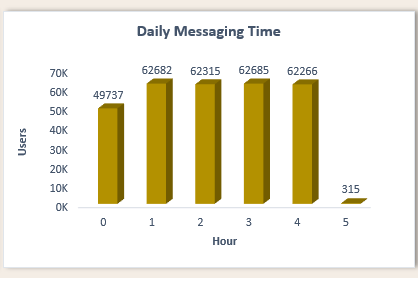 Daily Messaging Time
70K
60K
50K
40K
30K
20K
10K
0K
Users
49737
62682
62315
62685
62266
315
0 1 2 3 4 5
Hour